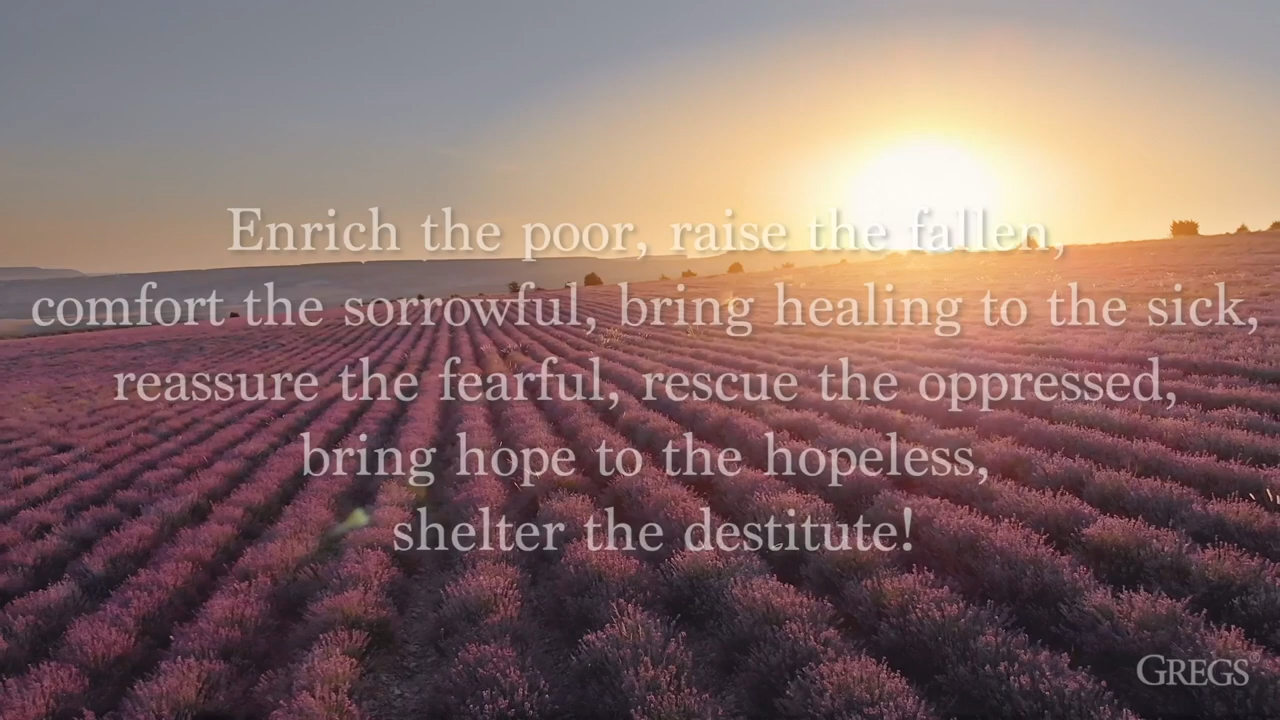 Enrich the poor, raise the fallen,
comfort the sorrowful, bring healing to the sick,
reassure the fearful, rescue the oppressed,
bring hope to the hopeless,
shelter the destitute!
GREGS